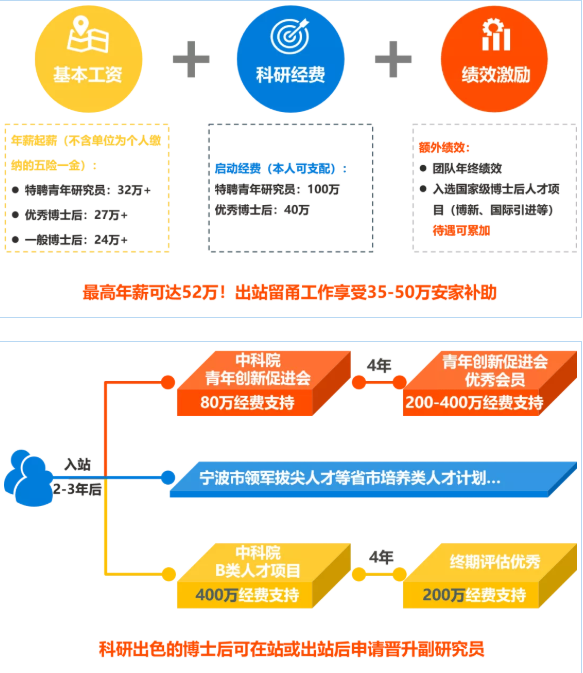 基本工资
科研经费
绩效激励
年薪起薪（不含单位为个人缴
纳的五险一金）：
● 特聘青年研究员：32万+
● 优秀博士后：27万+
● 一般博士后：24万+
启动经费（本人可支配）：
特聘青年研究员：100万
优秀博士后：40万
额外绩效：
● 团队年终绩效
● 入选国家级博士后人才项
目（博新、国际引进等）
待遇可累加
最高年薪可达52万！出站留甬工作享受35-50万安家补助
中科院
青年创新促进会
80万经费支持
4年
青年创新促进会
优秀会员
200-400万经费支持
入站
2-3年后
宁波市领军拔尖人才等省市培养类人才计划...
中科院
B类人才项目
400万经费支持
4年
终期评估优秀
200万经费支持
科研出色的博士后可在站或出站后申请晋升副研究员